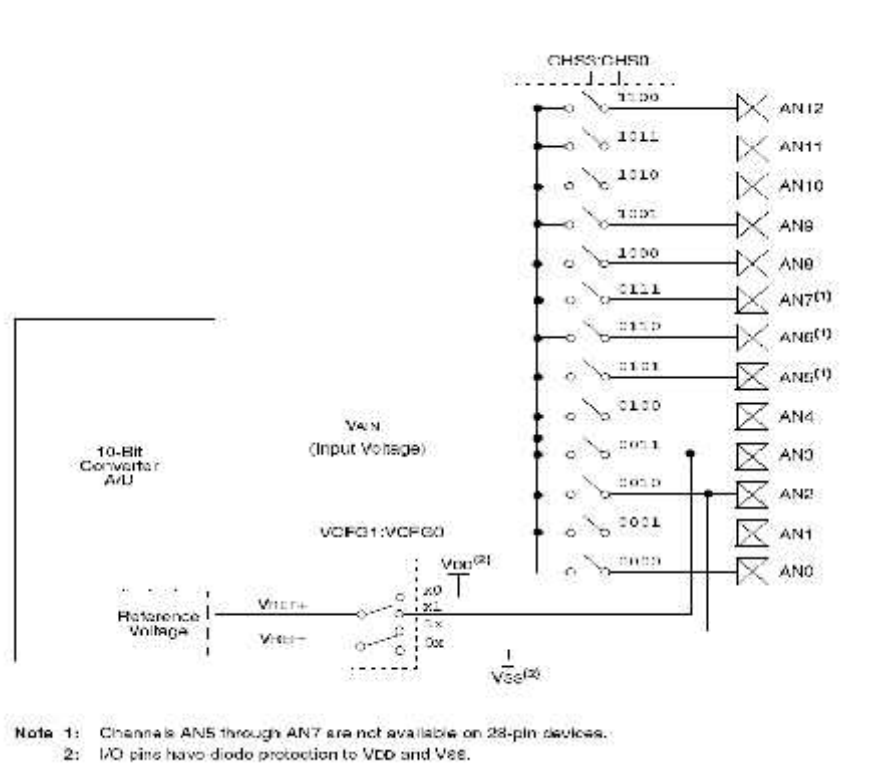 CHS3:CHS0
1100
AN12
1011
AN11
1010
AN10
1001
AN9
1000
AN8
0111
AN7(1)
0110
AN6(1)
0101
AN5(1)
0100
AN4
0011
AN3
0010
AN2
0001
AN1
0000
AN0
VAIN
(Input Voltage)
10-Bit
Converter
A/D
VCFG1:VCFG0
VDD(2)
x0
x1
1x
0x
Reference
Voltage
VREF+
VREF-
VSS(2)
Note 1: Channels AN5 through AN7 are not available on 28-pin devices.
2: I/O pins have diode protection to VDD and VSS.